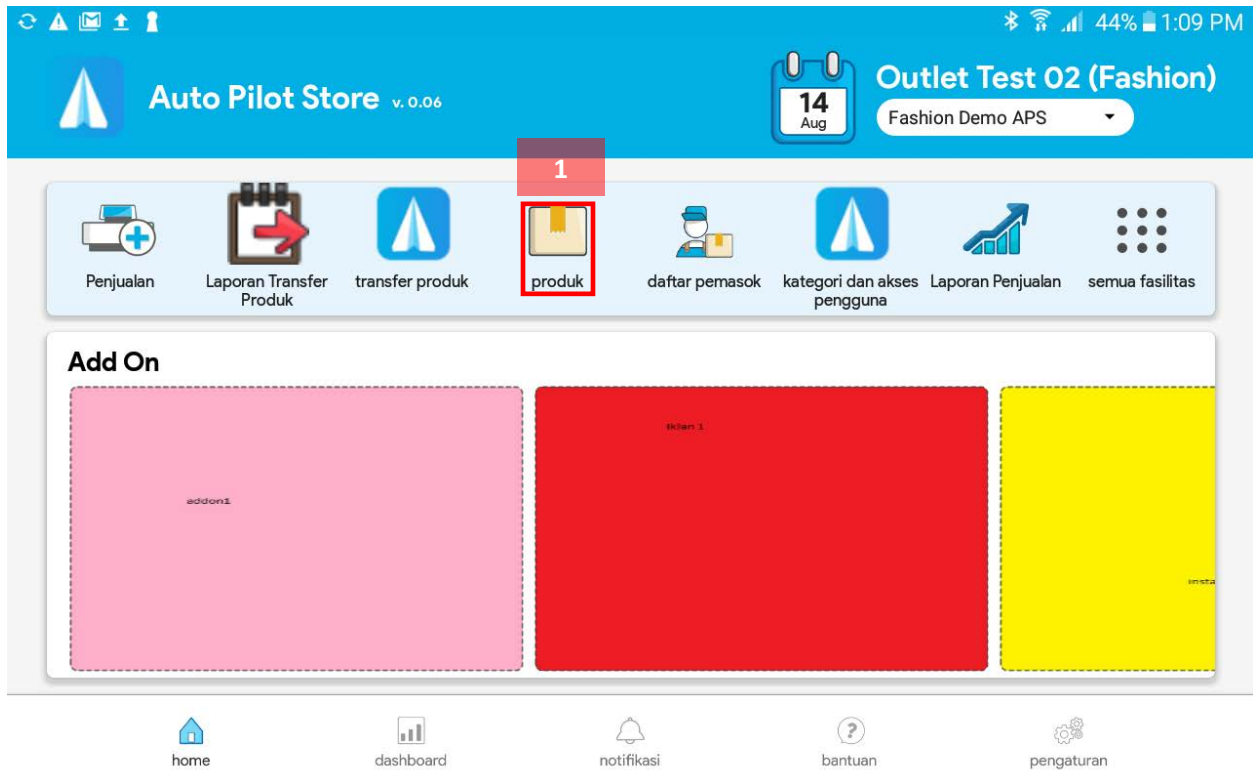 44% 1:09 PM
Auto Pilot Store v. 0.06
14
Aug
Outlet Test 02 (Fashion)
Fashion Demo APS
1
Penjualan
Laporan Transfer
Produk
transfer produk
produk
daftar pemasok
kategori dan akses
pengguna
Laporan Penjualan
semua fasilitas
Add On
addon1
Iklan 1
insta
home
dashboard
notifikasi
bantuan
pengaturan